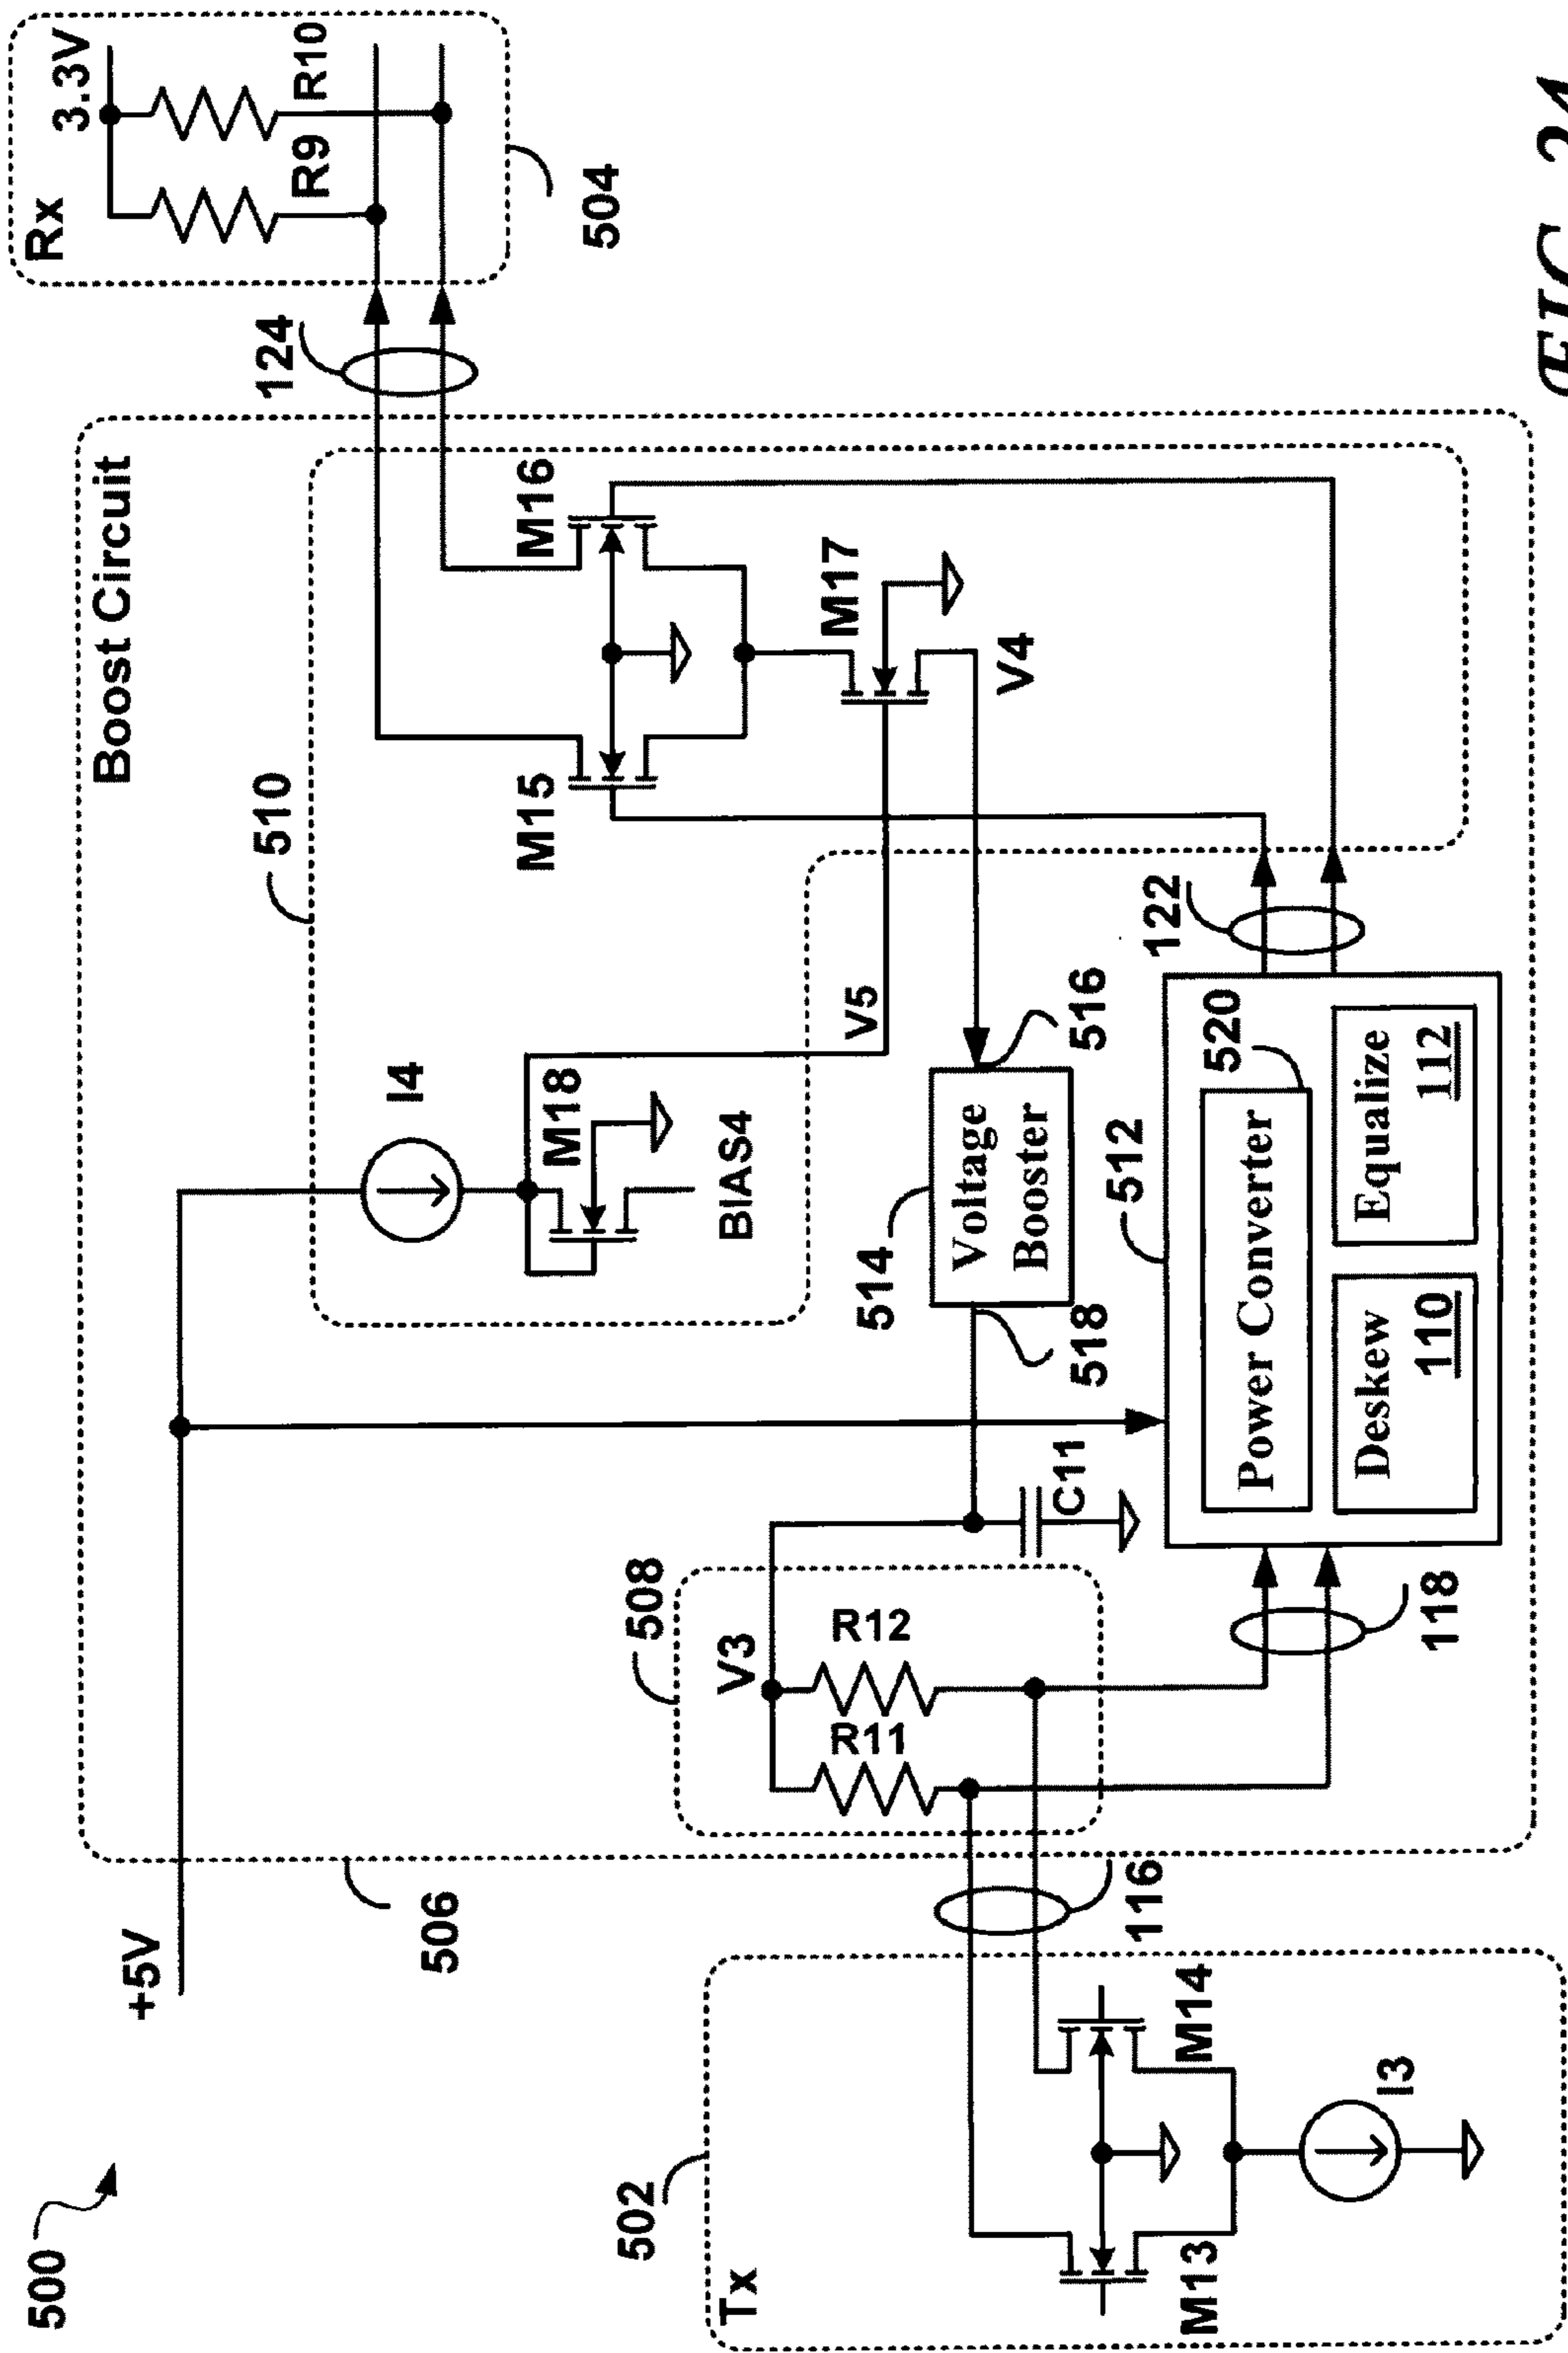 500
+5V
506
Boost Circuit
Rx
3.3V
R9
R10
504
124
510
I4
M18
BIAS4
V5
M15
M16
M17
V4
514
Voltage
Booster
516
518
C11
508
V3
R11
R12
116
118
512
Power Converter
520
Deskew
110
Equalize
112
122
502
Tx
M13
M14
I3